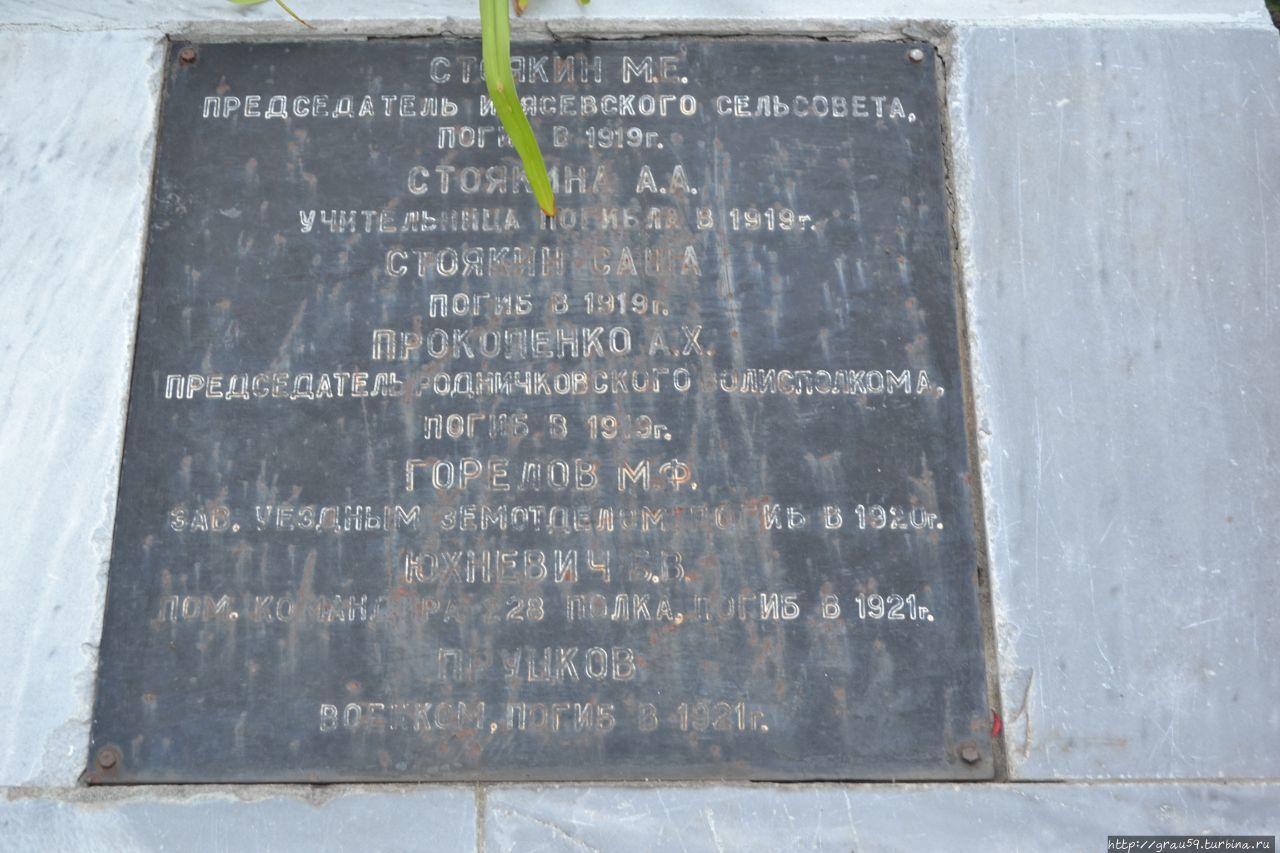 СТОЯКИН М.Е.
ПРЕДСЕДАТЕЛЬ СЕЛЬСОВЕТА,
ПОГИБ В 1919г.
СТОЯКИНА А.А.
УЧИТЕЛЬНИЦА ПОГИБЛА В 1919г.
СТОЯКИН САША
ПОГИБ В 1919г.
ПРОКОПЕНКО А.Х.
ПРЕДСЕДАТЕЛЬ РОДНИЧКОВСКОГО ВОЛИСПОЛКОМА,
ПОГИБ В 1919г.
ГОРЕЛОВ М.Ф.
ЗАВ. УЕЗДНЫМ ЗЕМОТДЕЛОМ ПОГИБ В 1920г.
ЮХНЕВИЧ Б.В.
ПОМ. КОМАНДИРА 228 ПОЛКА, ПОГИБ В 1921г.
ПРУЦКОВ
ВОЕНКОМ, ПОГИБ В 1921г.
http://grau59.turbina.ru